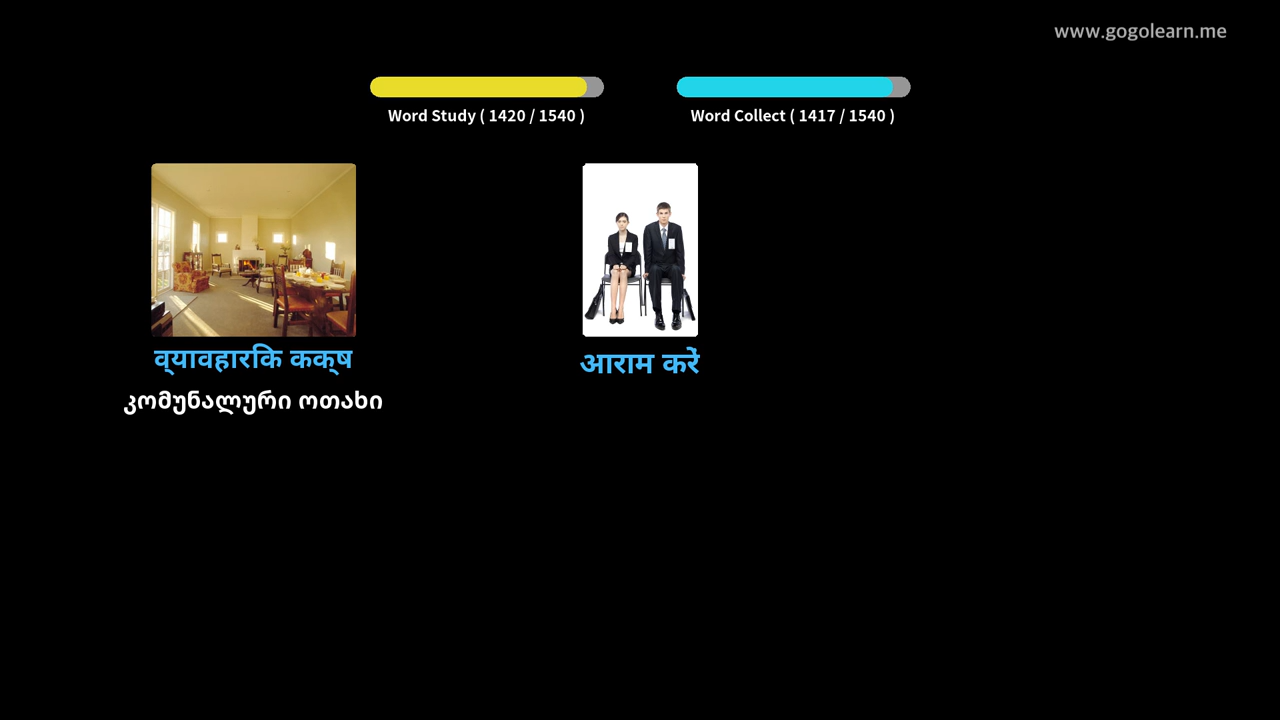 www.gogolearn.me
Word Study ( 1420 / 1540 )
Word Collect ( 1417 / 1540 )
व्यावहारिक कक्ष
आराम करें
კომუნალური ოთახი